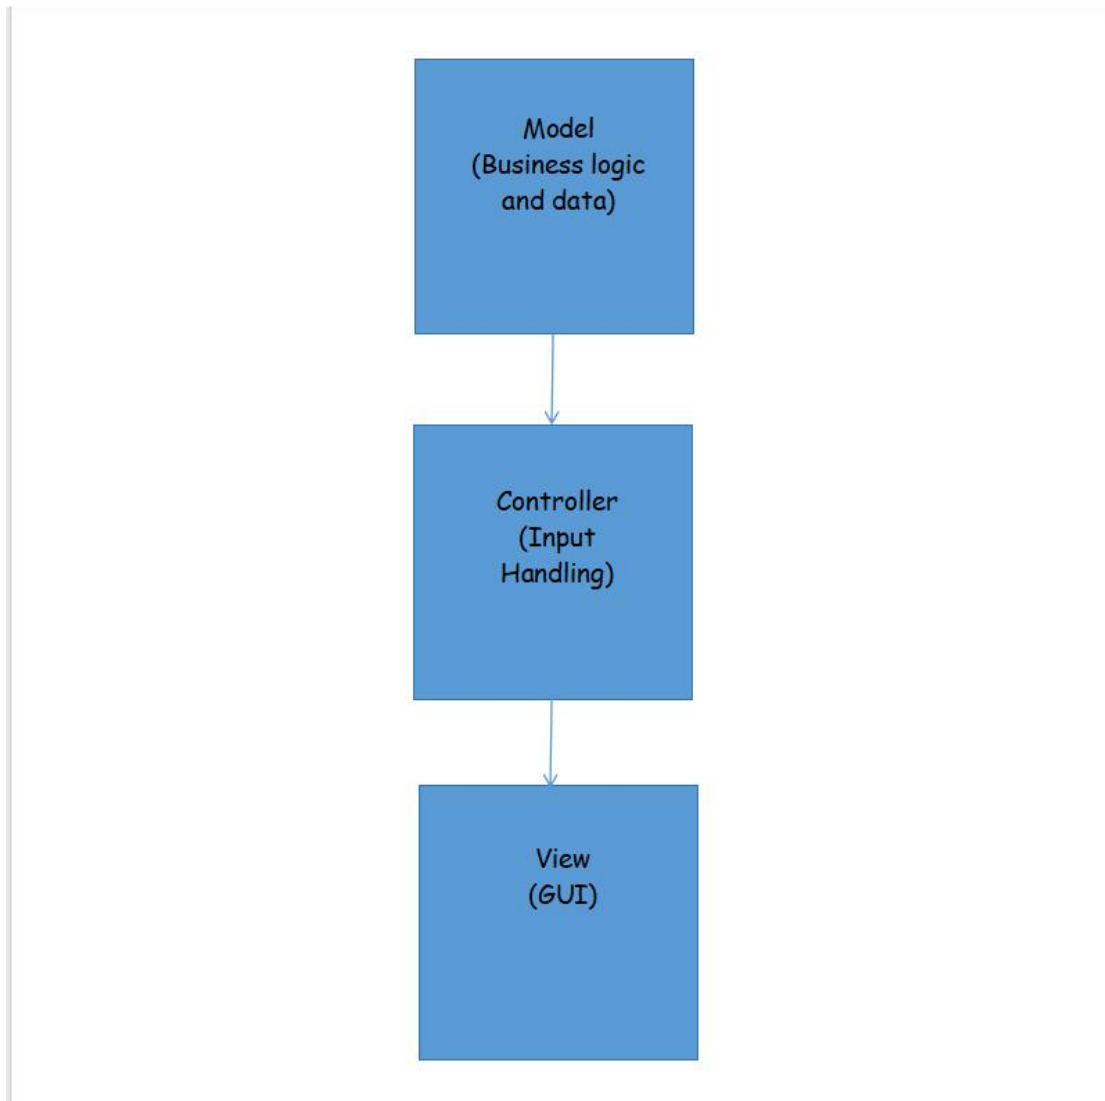 Model
(Business logic
and data)
Controller
(Input
Handling)
View
(GUI)